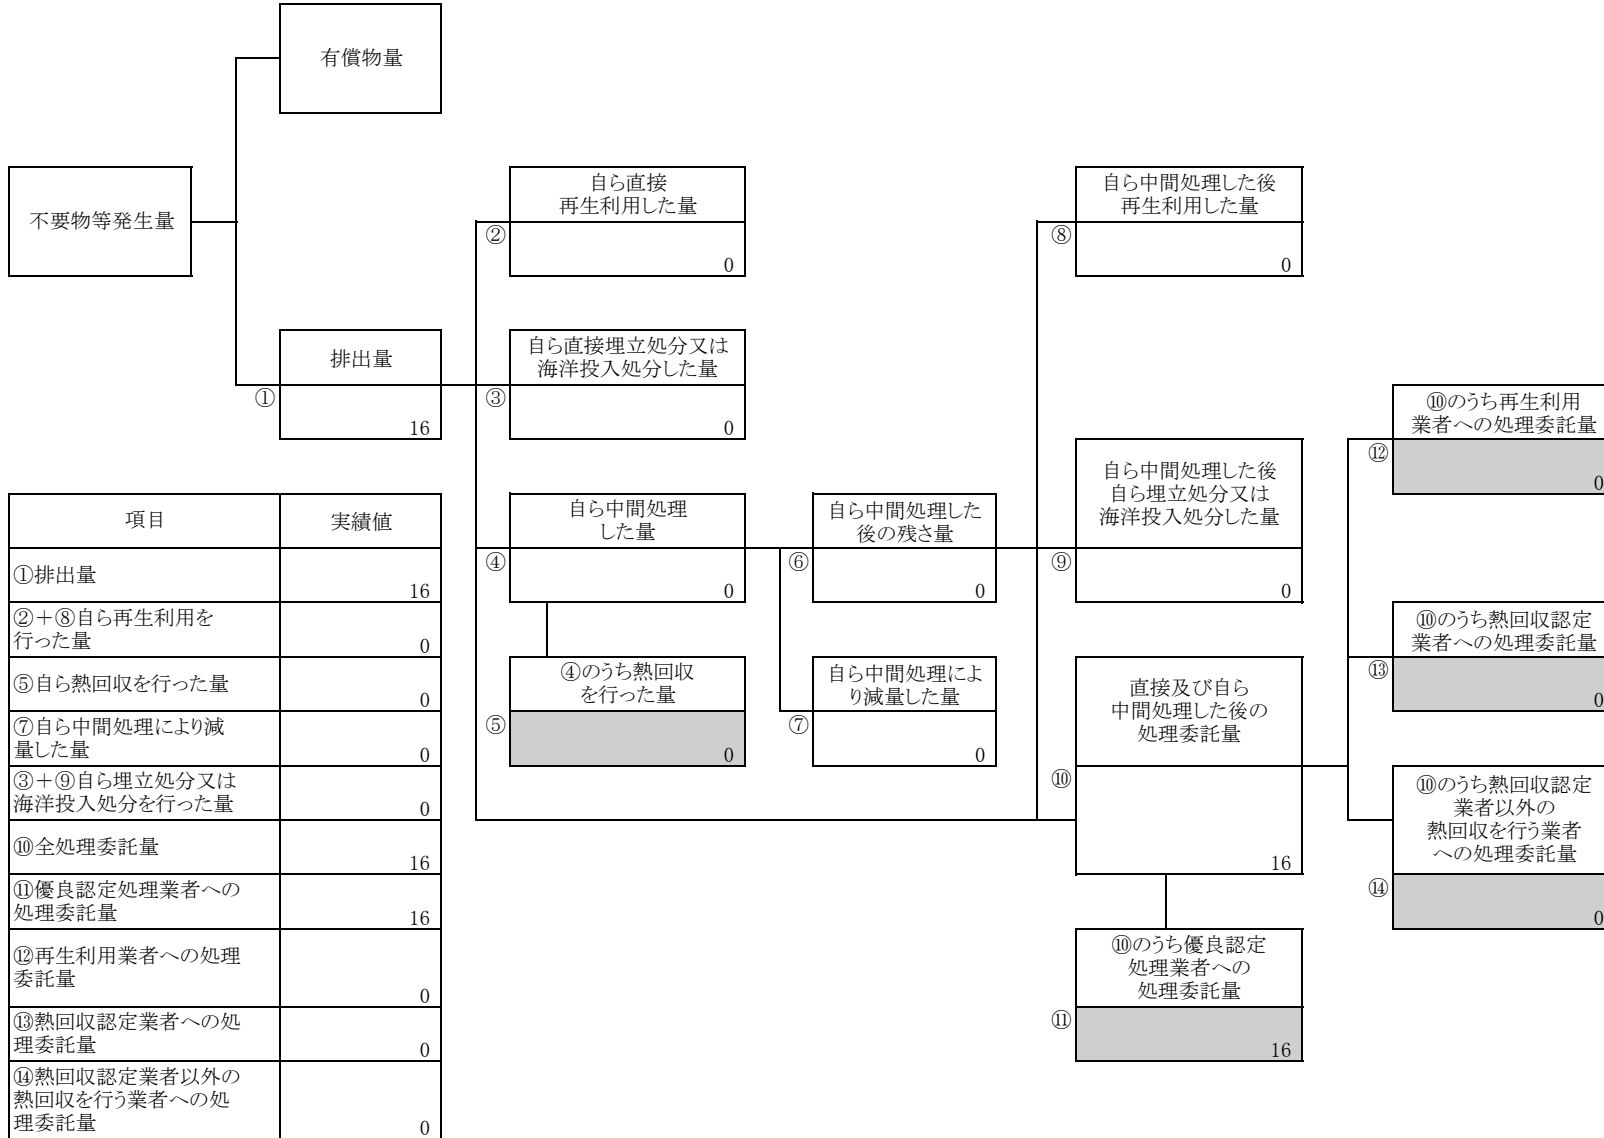 有償物量
不要物等発生量
自ら直接
再生利用した量
②
0
自ら中間処理した後
再生利用した量
⑧
0
排出量
①
16
自ら直接埋立処分又は
海洋投入処分した量
③
0
⑩のうち再生利用
業者への処理委託量
⑫
0
自ら中間処理した後
自ら埋立処分又は
海洋投入処分した量
⑨
0
自ら中間処理
した量
④
0
自ら中間処理した
後の残さ量
⑥
0
⑩のうち熱回収認定
業者への処理委託量
⑬
0
④のうち熱回収
を行った量
⑤
0
自ら中間処理によ
り減量した量
⑦
0
直接及び自ら
中間処理した後の
処理委託量
⑩
16
⑩のうち熱回収認定
業者以外の
熱回収を行う業者
への処理委託量
⑭
0
⑩のうち優良認定
処理業者への
処理委託量
⑪
16
項目 実績値
①排出量
16
②+⑧自ら再生利用を
行った量
0
⑤自ら熱回収を行った量
0
⑦自ら中間処理により減
量した量
0
③+⑨自ら埋立処分又は
海洋投入処分を行った量
0
⑩全処理委託量
16
⑪優良認定処理業者への
処理委託量
16
⑫再生利用業者への処理
委託量
0
⑬熱回収認定業者への処
理委託量
0
⑭熱回収認定業者以外の
熱回収を行う業者への処
理委託量
0